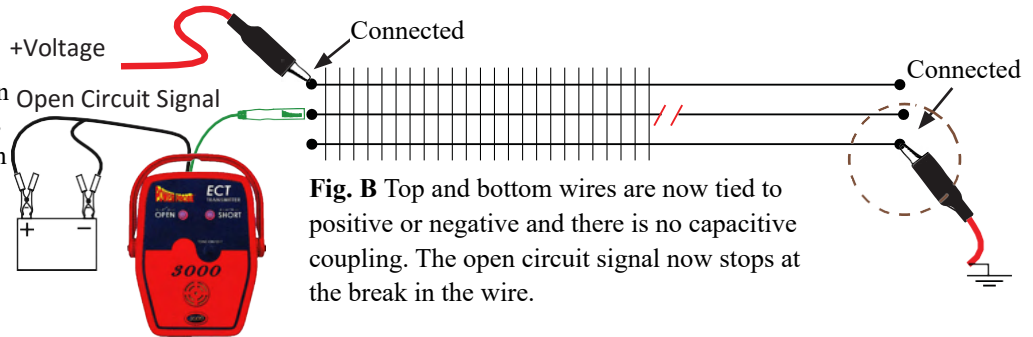 Connected
+Voltage
Connected
Open Circuit Signal
ECT
TRANSMITTER
OPEN
SHORT
+
−
3000
Fig. B Top and bottom wires are now tied to
positive or negative and there is no capacitive
coupling. The open circuit signal now stops at
the break in the wire.